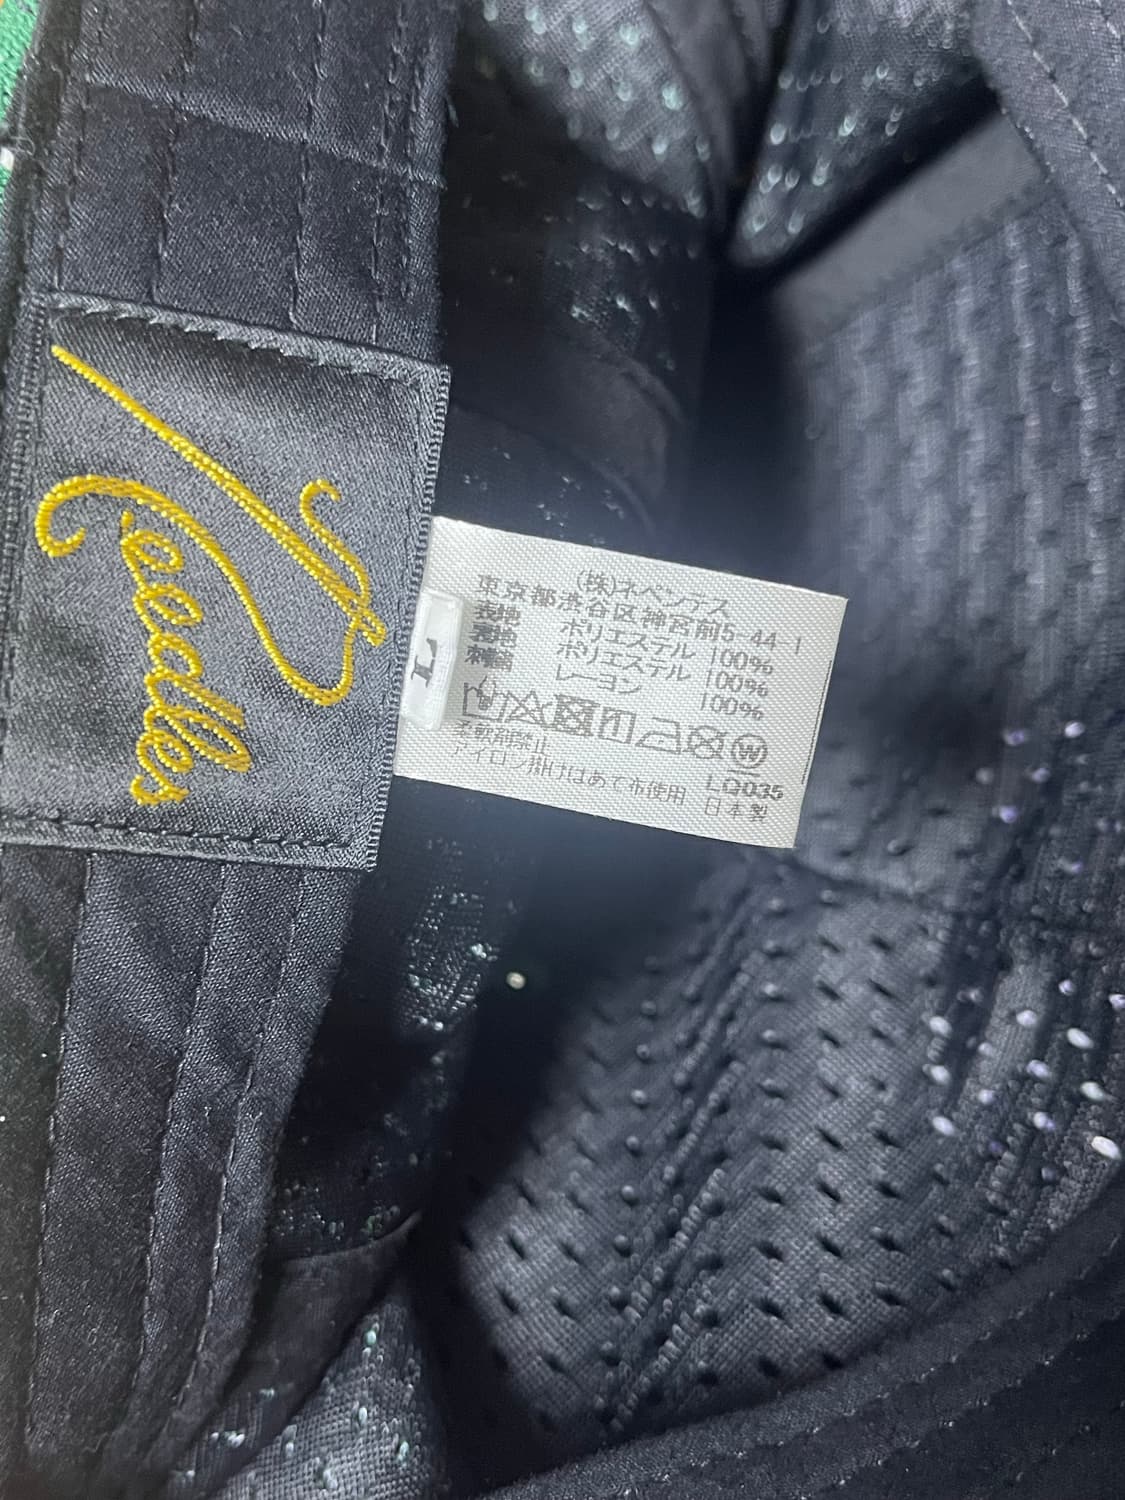 Needles
(株)ネペンテス
東京都渋谷区神宮前5-44-1
表地 ポリエステル 100%
裏地 ポリエステル 100%
刺繍 レーヨン 100%
柔軟剤禁止
アイロン掛けはあて布使用
LQ035
日本製